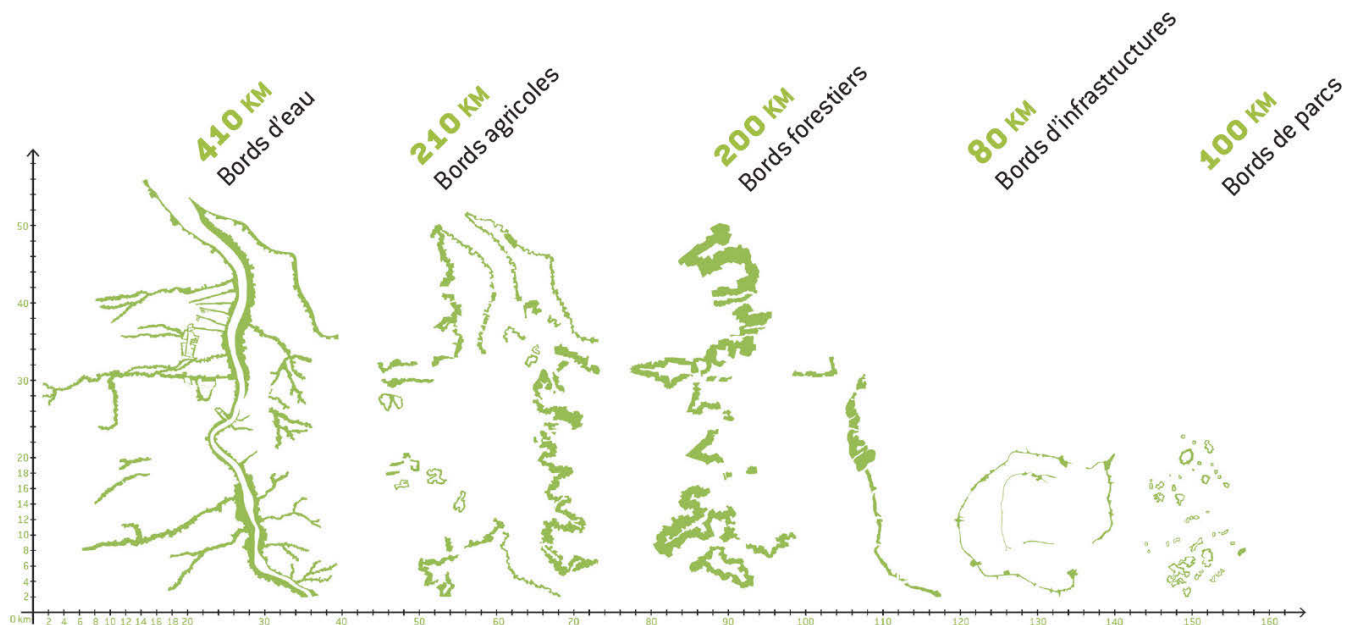 410 KM
Bords d'eau
210 KM
Bords agricoles
200 KM
Bords forestiers
80 KM
Bords d'infrastructures
100 KM
Bords de parcs
50
40
30
20
18
16
14
12
10
8
6
4
2
0 km 2 4 6 8 10 12 14 16 18 20 30 40 50 60 70 80 90 100 110 120 130 140 150 160